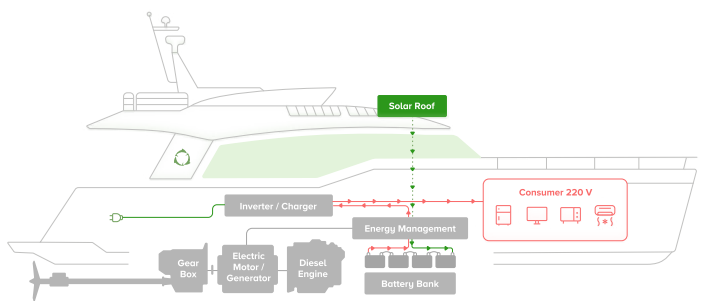 Solar Roof
Consumer 220 V
Inverter / Charger
Energy Management
Gear
Box
Electric
Motor /
Generator
Diesel
Engine
Battery Bank